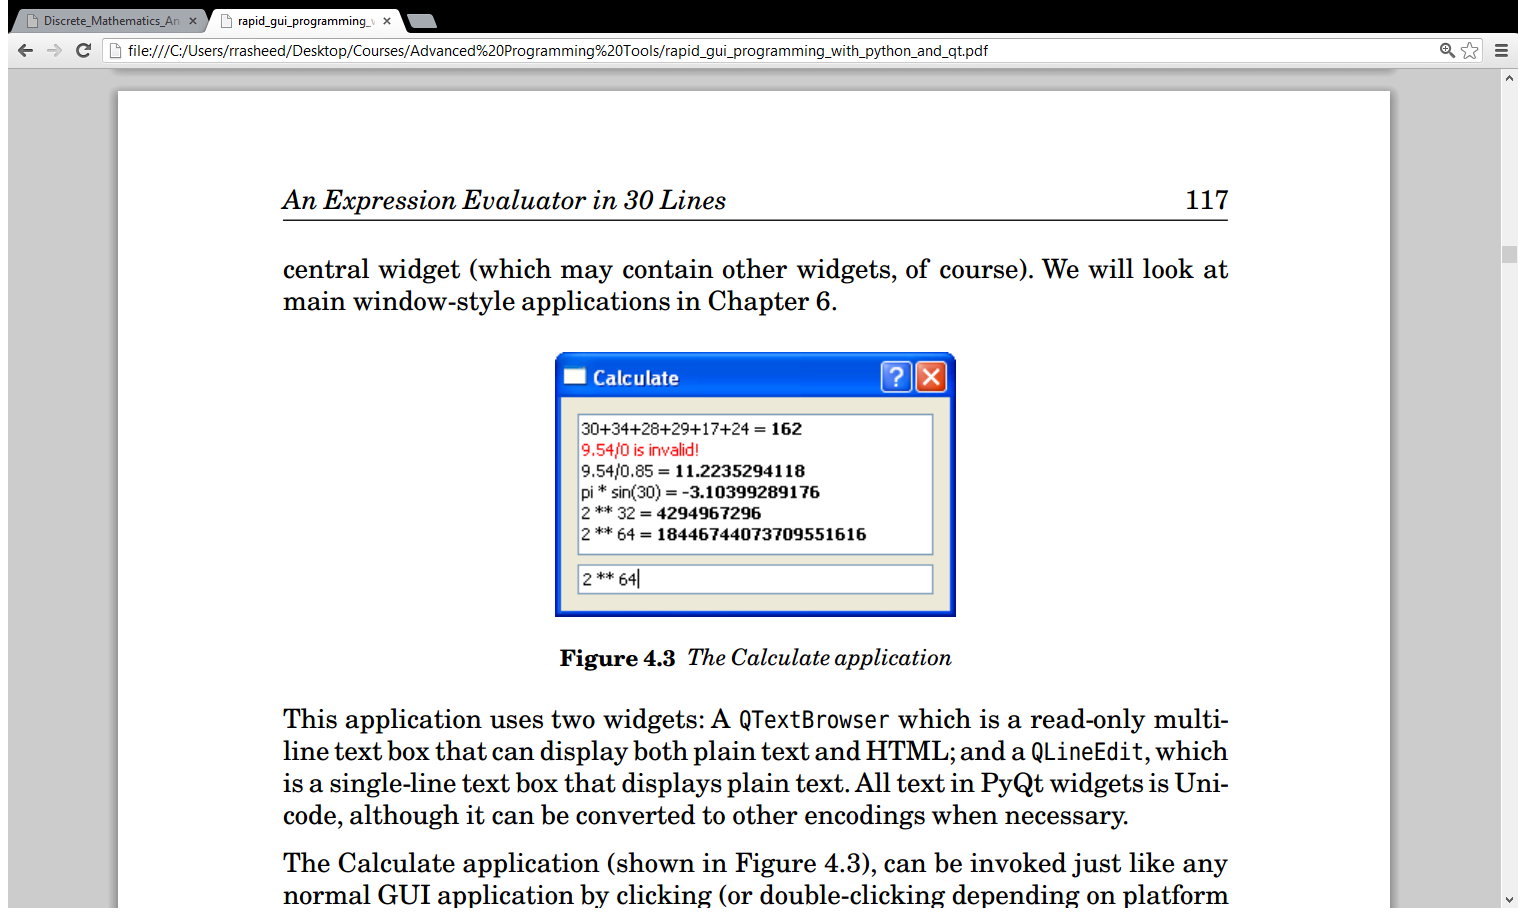 Discrete_Mathematics_An
rapid_gui_programming_
file:///C:/Users/rrasheed/Desktop/Courses/Advanced%20Programming%20Tools/rapid_gui_programming_with_python_and_qt.pdf
An Expression Evaluator in 30 Lines 117
central widget (which may contain other widgets, of course). We will look at
main window-style applications in Chapter 6.
Calculate
30+34+28+29+17+24 = 162
9.54/0 is invalid!
9.54/0.85 = 11.2235294118
pi * sin(30) = -3.10399289176
2 ** 32 = 4294967296
2 ** 64 = 18446744073709551616
2 ** 64
Figure 4.3 The Calculate application
This application uses two widgets: A QTextBrowser which is a read-only multi-
line text box that can display both plain text and HTML; and a QLineEdit, which
is a single-line text box that displays plain text. All text in PyQt widgets is Uni-
code, although it can be converted to other encodings when necessary.
The Calculate application (shown in Figure 4.3), can be invoked just like any
normal GUI application by clicking (or double-clicking depending on platform